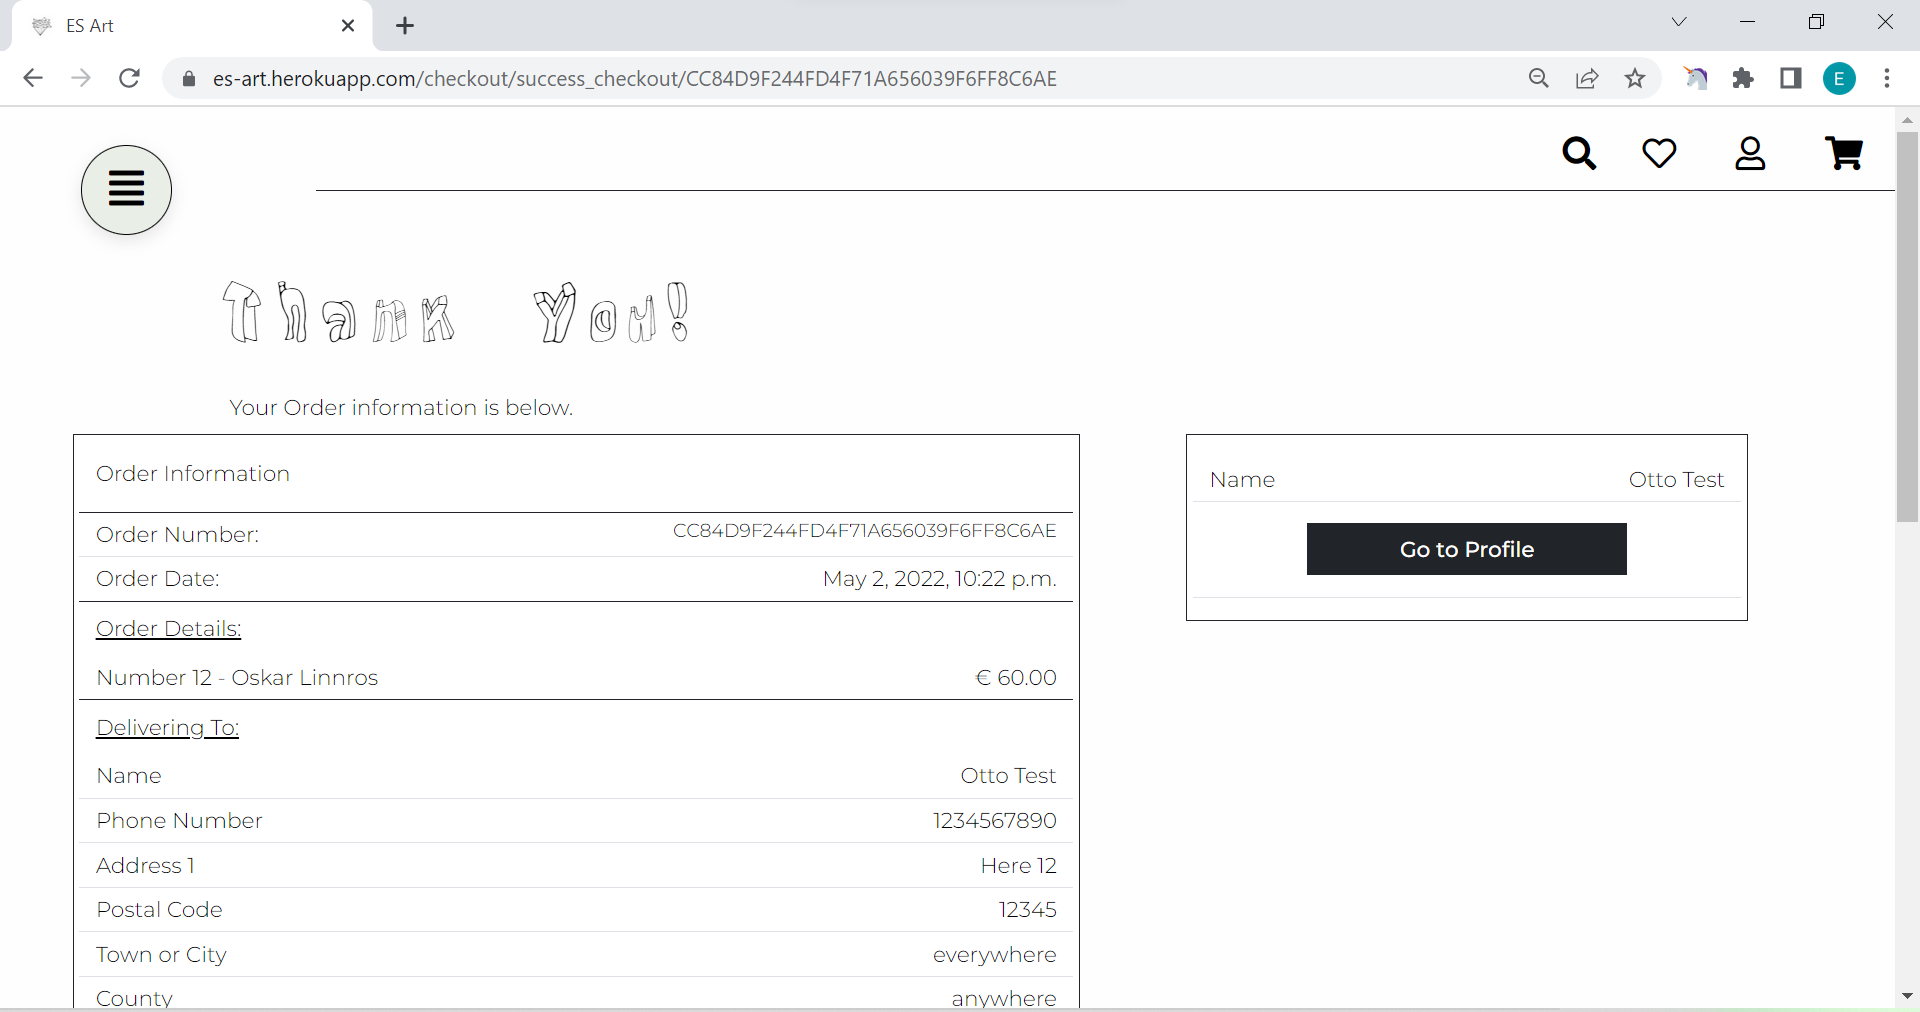 ES Art
es-art.herokuapp.com/checkout/success_checkout/CC84D9F244FD4F71A656039F6FF8C6AE
E
Thank You!
Your Order information is below.
Order Information
Order Number: CC84D9F244FD4F71A656039F6FF8C6AE
Order Date: May 2, 2022, 10:22 p.m.
Order Details:
Number 12 - Oskar Linnros € 60.00
Delivering To:
Name Otto Test
Phone Number 1234567890
Address 1 Here 12
Postal Code 12345
Town or City everywhere
County anywhere
Name Otto Test
Go to Profile